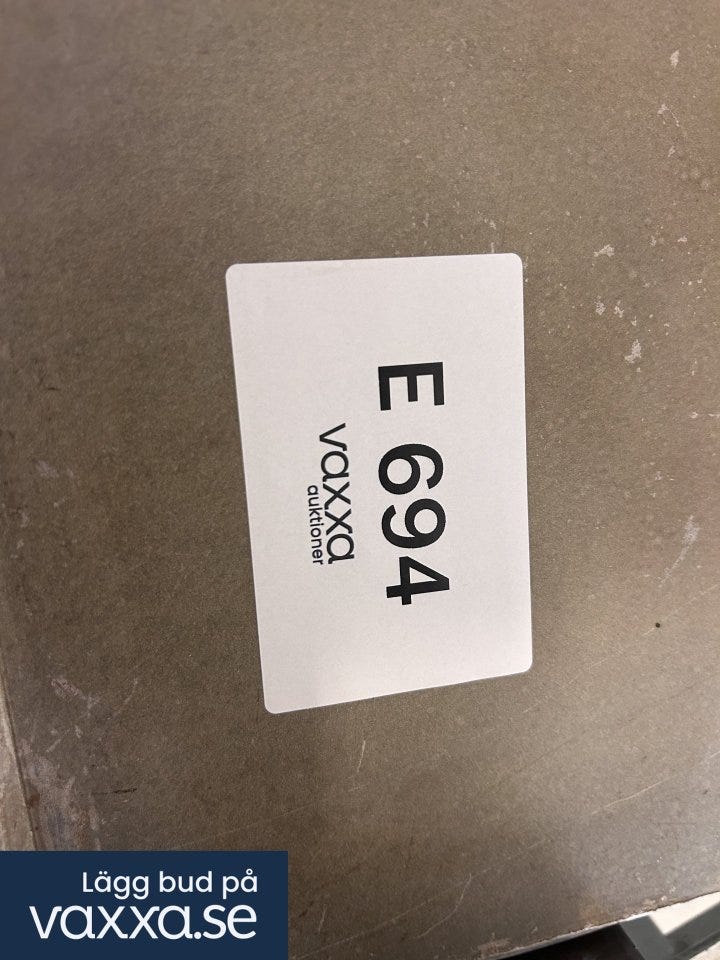 E 694
vaxxa
auktioner
Lägg bud på
vaxxa.se